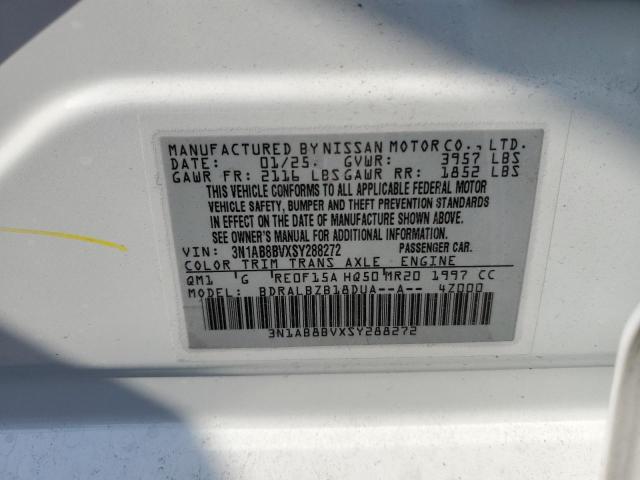 MANUFACTURED BY NISSAN MOTOR CO., LTD.
DATE: 01/25. GVWR: 3957 LBS
GAWR FR: 2116 LBS GAWR RR: 1852 LBS
THIS VEHICLE CONFORMS TO ALL APPLICABLE FEDERAL MOTOR
VEHICLE SAFETY, BUMPER AND THEFT PREVENTION STANDARDS
IN EFFECT ON THE DATE OF MANUFACTURE SHOWN ABOVE.
SEE OWNER'S MANUAL FOR ADDITIONAL INFORMATION.
VIN: 3N1AB8BVXSY288272 PASSENGER CAR.
COLOR TRIM TRANS AXLE ENGINE
QM1 G RE0F15A HQ50 MR20 1997 CC
MODEL: BDRALBZB18DUA--A-- 4Z000
3N1AB8BVXSY288272